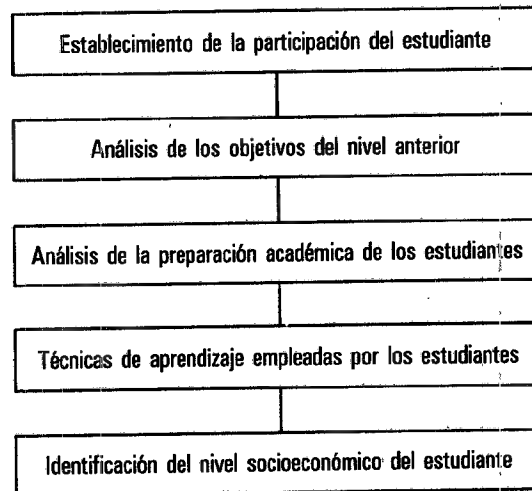 Establecimiento de la participación del estudiante
Análisis de los objetivos del nivel anterior
Análisis de la preparación académica de los estudiantes
Técnicas de aprendizaje empleadas por los estudiantes
Identificación del nivel socioeconómico del estudiante